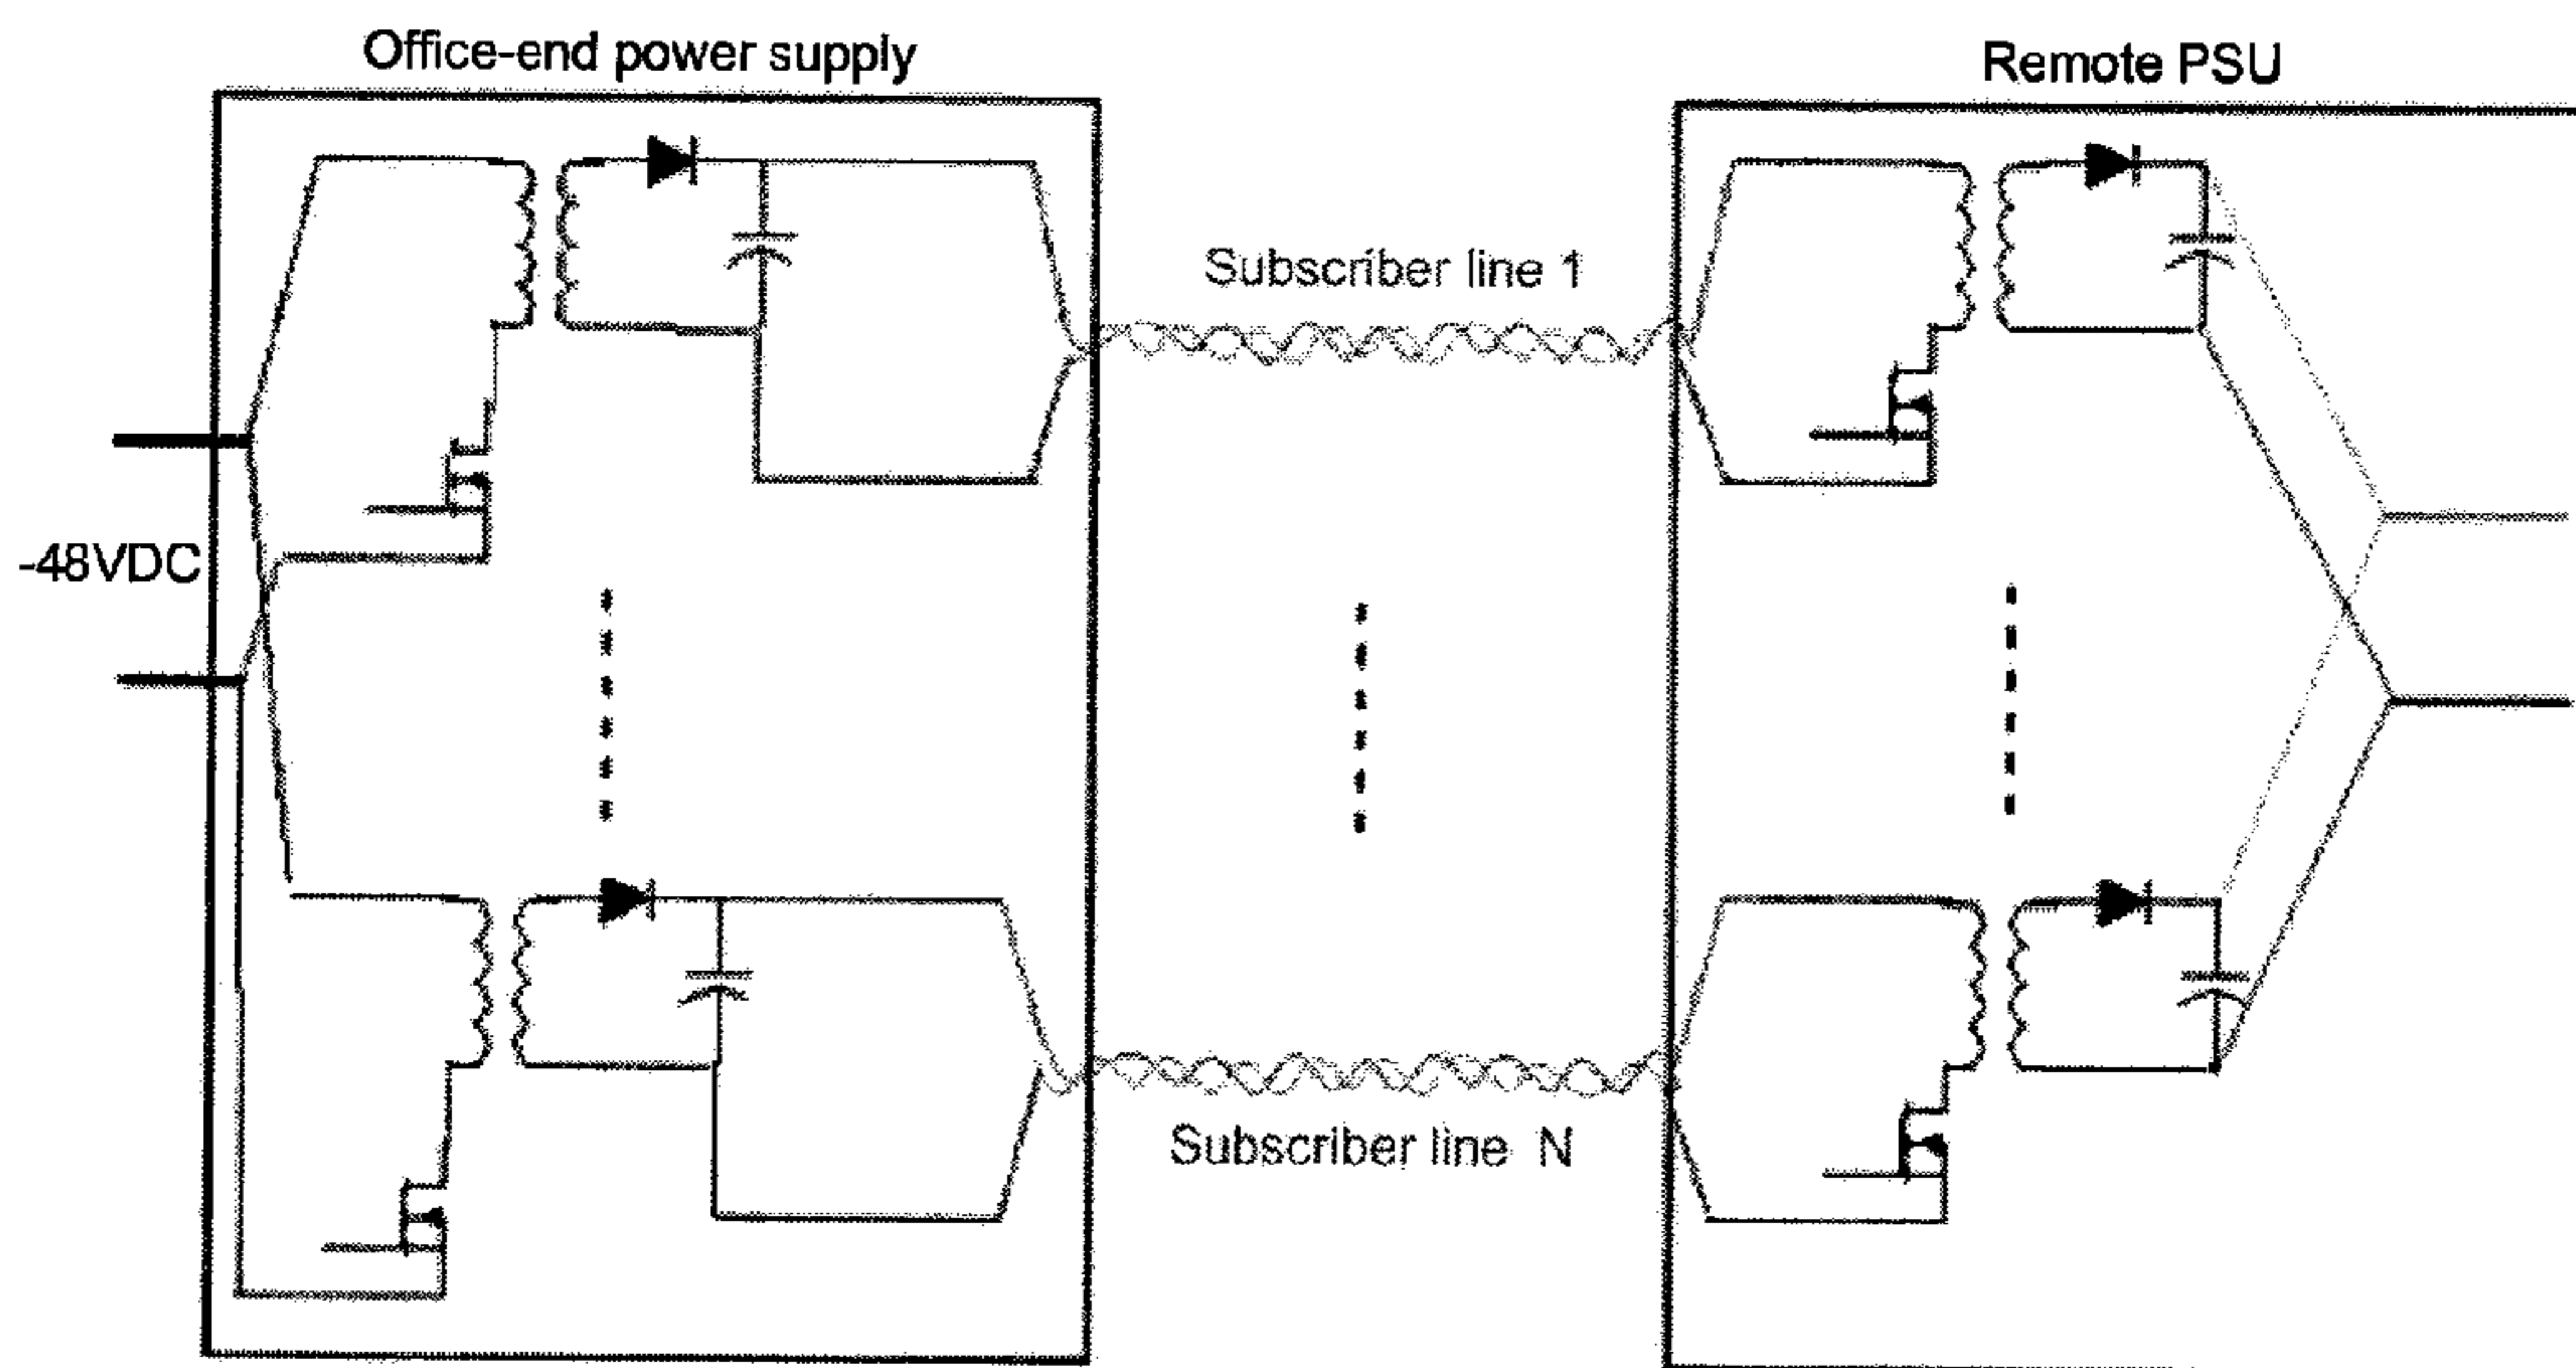 Office-end power supply
Remote PSU
Subscriber line 1
-48VDC
Subscriber line N